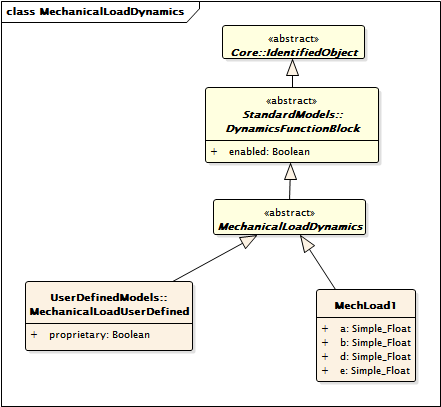 class MechanicalLoadDynamics
«abstract»
Core::IdentifiedObject
«abstract»
StandardModels::
DynamicsFunctionBlock
+ enabled: Boolean
«abstract»
MechanicalLoadDynamics
UserDefinedModels::
MechanicalLoadUserDefined
+ proprietary: Boolean
MechLoad1
+ a: Simple_Float
+ b: Simple_Float
+ d: Simple_Float
+ e: Simple_Float